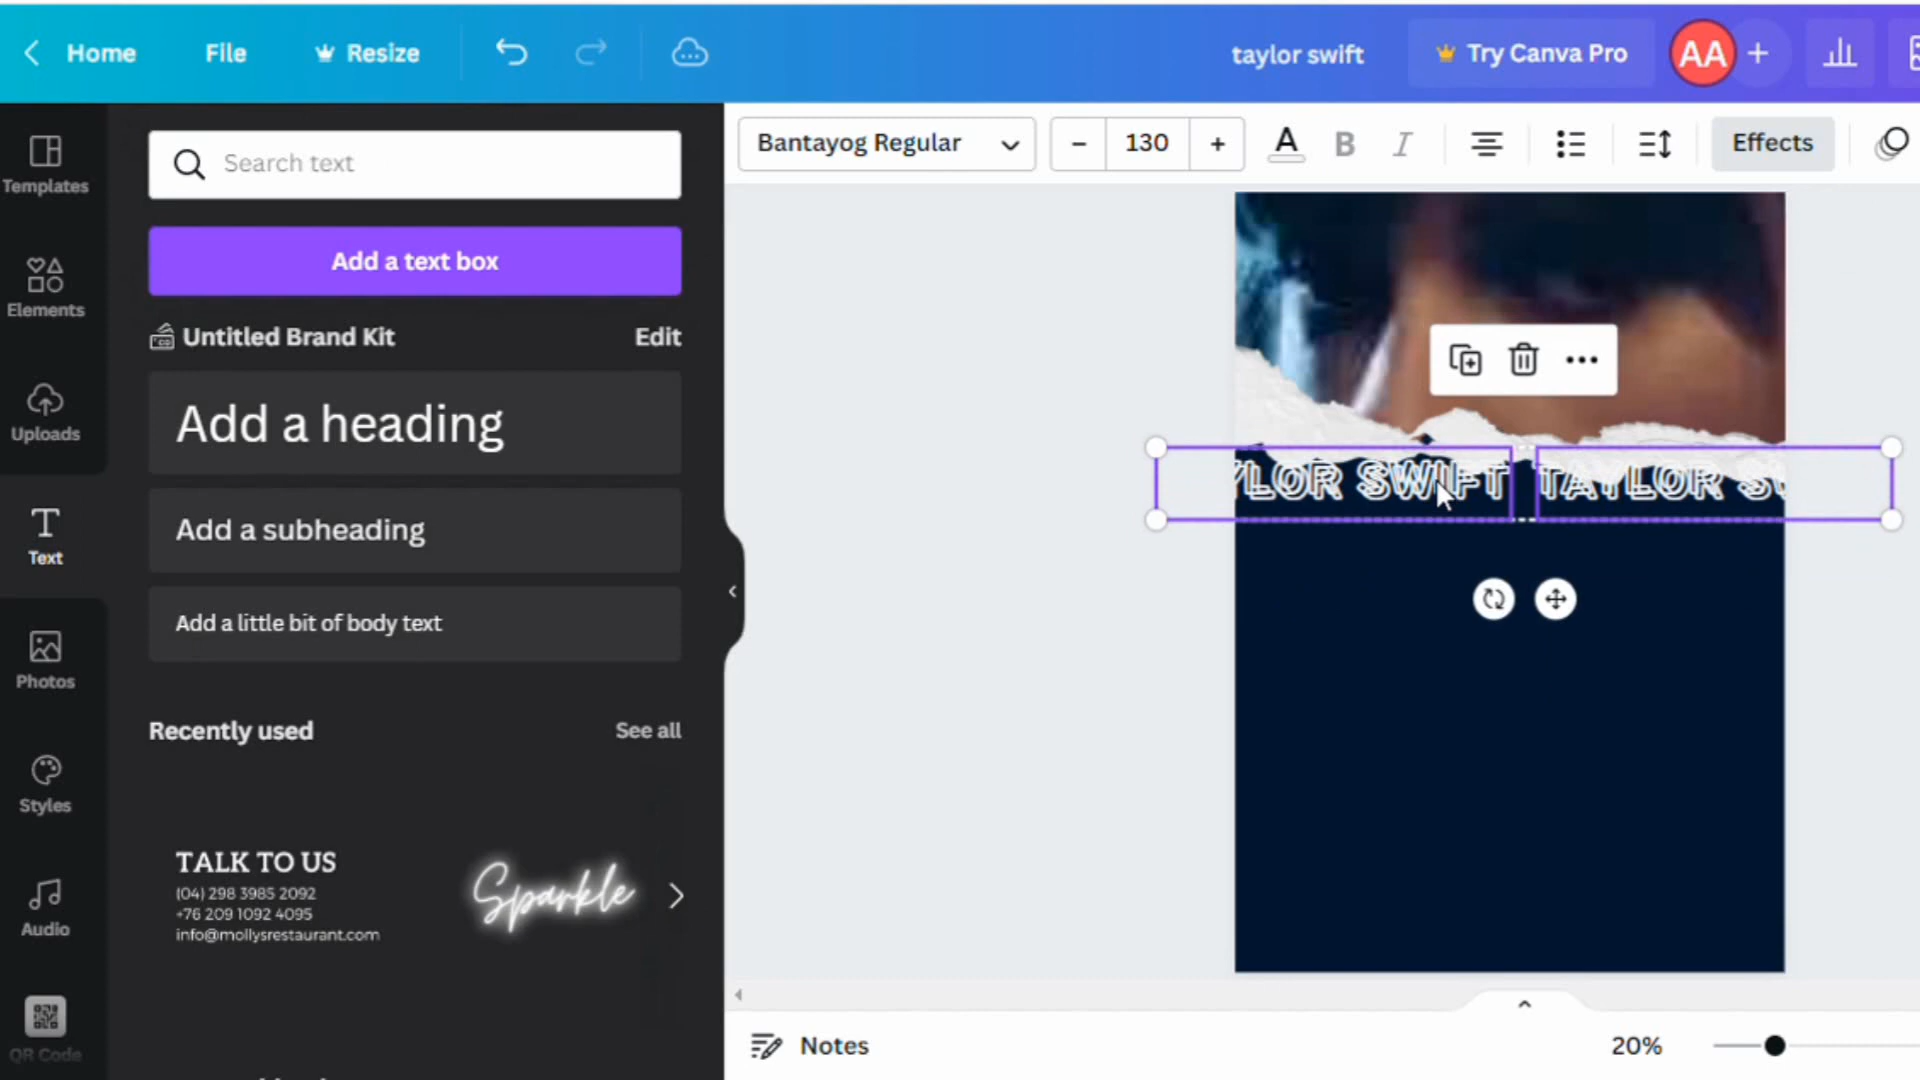 Home
File
Resize
taylor swift
Try Canva Pro
AA
Templates
Elements
Uploads
Text
Photos
Styles
Audio
QR Code
Search text
Add a text box
Untitled Brand Kit
Edit
Add a heading
Add a subheading
Add a little bit of body text
Recently used
See all
TALK TO US
(04) 298 3985 2092
+76 209 1092 4095
info@mollysrestaurant.com
Sparkle
Bantayog Regular
130
A
B
I
Effects
YLOR SWIFT TAYLOR SW
Notes
20%